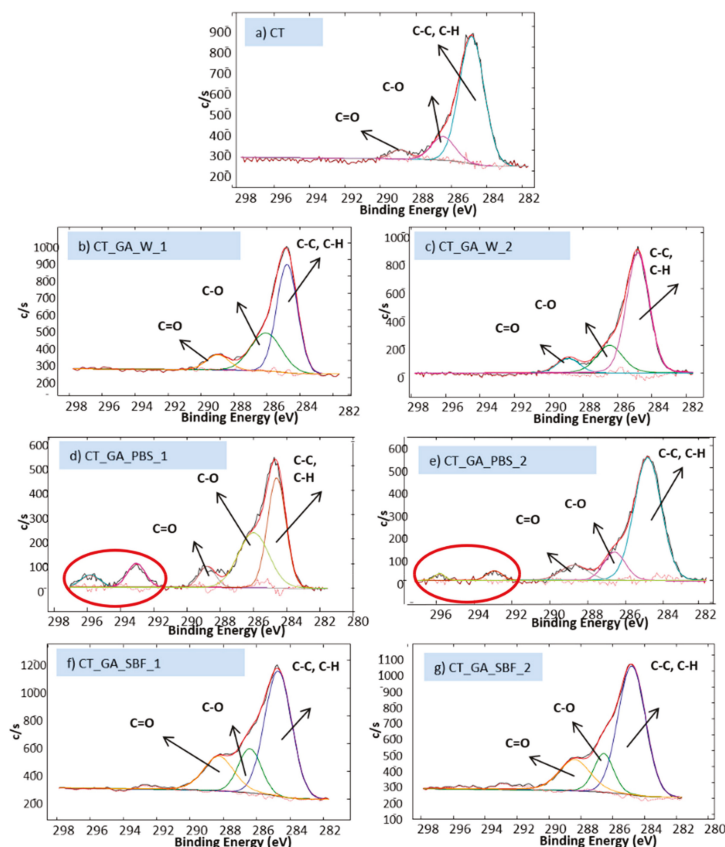 a) CT
C-C, C-H
C-O
C=O
c/s
900
800
700
600
500
400
300
200
298 296 294 292 290 288 286 284 282
Binding Energy (eV)
b) CT_GA_W_1
C-C, C-H
C-O
C=O
c/s
1000
900
800
700
600
500
400
300
200
298 296 294 292 290 288 286 284 282
Binding Energy (eV)
c) CT_GA_W_2
C-C,
C-H
C-O
C=O
c/s
1000
800
600
400
200
0
298 296 294 292 290 288 286 284 282
Binding Energy (eV)
d) CT_GA_PBS_1
C-C,
C-H
C-O
C=O
c/s
600
500
400
300
200
100
0
298 296 294 292 290 288 286 284 282 280
Binding Energy (eV)
e) CT_GA_PBS_2
C-C, C-H
C-O
C=O
c/s
600
500
400
300
200
100
0
298 296 294 292 290 288 286 284 282
Binding Energy (eV)
f) CT_GA_SBF_1
C-C, C-H
C-O
C=O
c/s
1200
1000
800
600
400
200
298 296 294 292 290 288 286 284 282
Binding Energy (eV)
g) CT_GA_SBF_2
C-C, C-H
C-O
C=O
c/s
1100
1000
900
800
700
600
500
400
300
200
298 296 294 292 290 288 286 284 282 280
Binding Energy (eV)